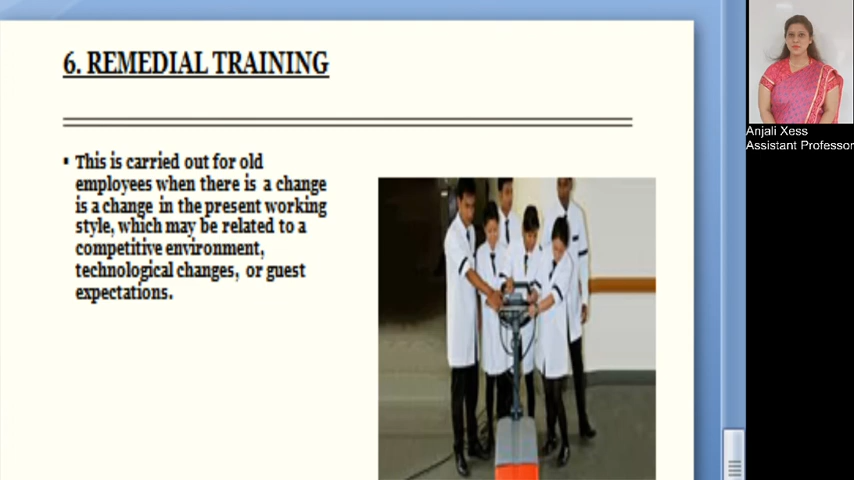 6. REMEDIAL TRAINING
▪ This is carried out for old
employees when there is a change
is a change in the present working
style, which may be related to a
competitive environment,
technological changes, or guest
expectations.
Anjali Xess
Assistant Professor